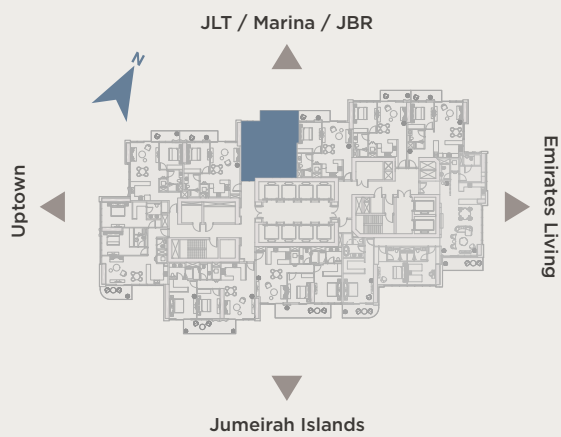 JLT / Marina / JBR
N
Uptown
Emirates Living
Jumeirah Islands